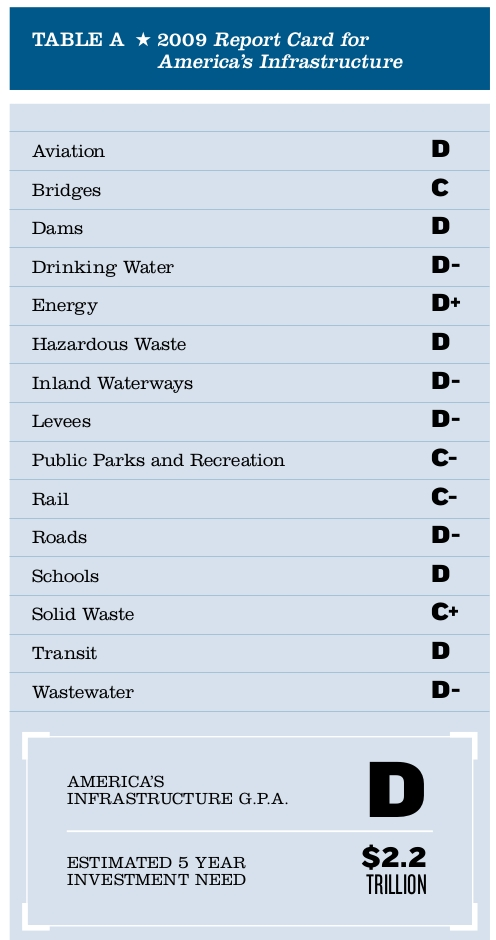 TABLE A ★ 2009 Report Card for
America's Infrastructure
Aviation D
Bridges C
Dams D
Drinking Water D-
Energy D+
Hazardous Waste D
Inland Waterways D-
Levees D-
Public Parks and Recreation C-
Rail C-
Roads D-
Schools D
Solid Waste C+
Transit D
Wastewater D-
AMERICA'S
INFRASTRUCTURE G.P.A. D
ESTIMATED 5 YEAR
INVESTMENT NEED
$2.2
TRILLION